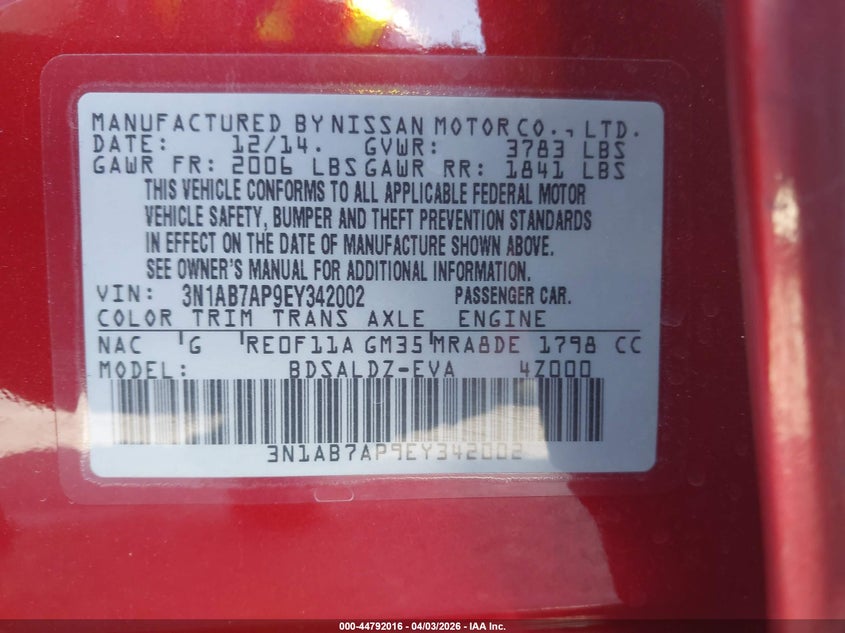 MANUFACTURED BY NISSAN MOTOR CO., LTD.
DATE: 12/14. GVWR: 3783 LBS
GAWR FR: 2006 LBS GAWR RR: 1841 LBS
THIS VEHICLE CONFORMS TO ALL APPLICABLE FEDERAL MOTOR
VEHICLE SAFETY, BUMPER AND THEFT PREVENTION STANDARDS
IN EFFECT ON THE DATE OF MANUFACTURE SHOWN ABOVE.
SEE OWNER'S MANUAL FOR ADDITIONAL INFORMATION.
VIN: 3N1AB7AP9EY342002 PASSENGER CAR.
COLOR TRIM TRANS AXLE ENGINE
NAC G RE0F11A GM35 MRA8DE 1798 CC
MODEL: BDSALDZ-EVA 4Z000
3N1AB7AP9EY342002
000-44792016 - 04/03/2026 - IAA Inc.